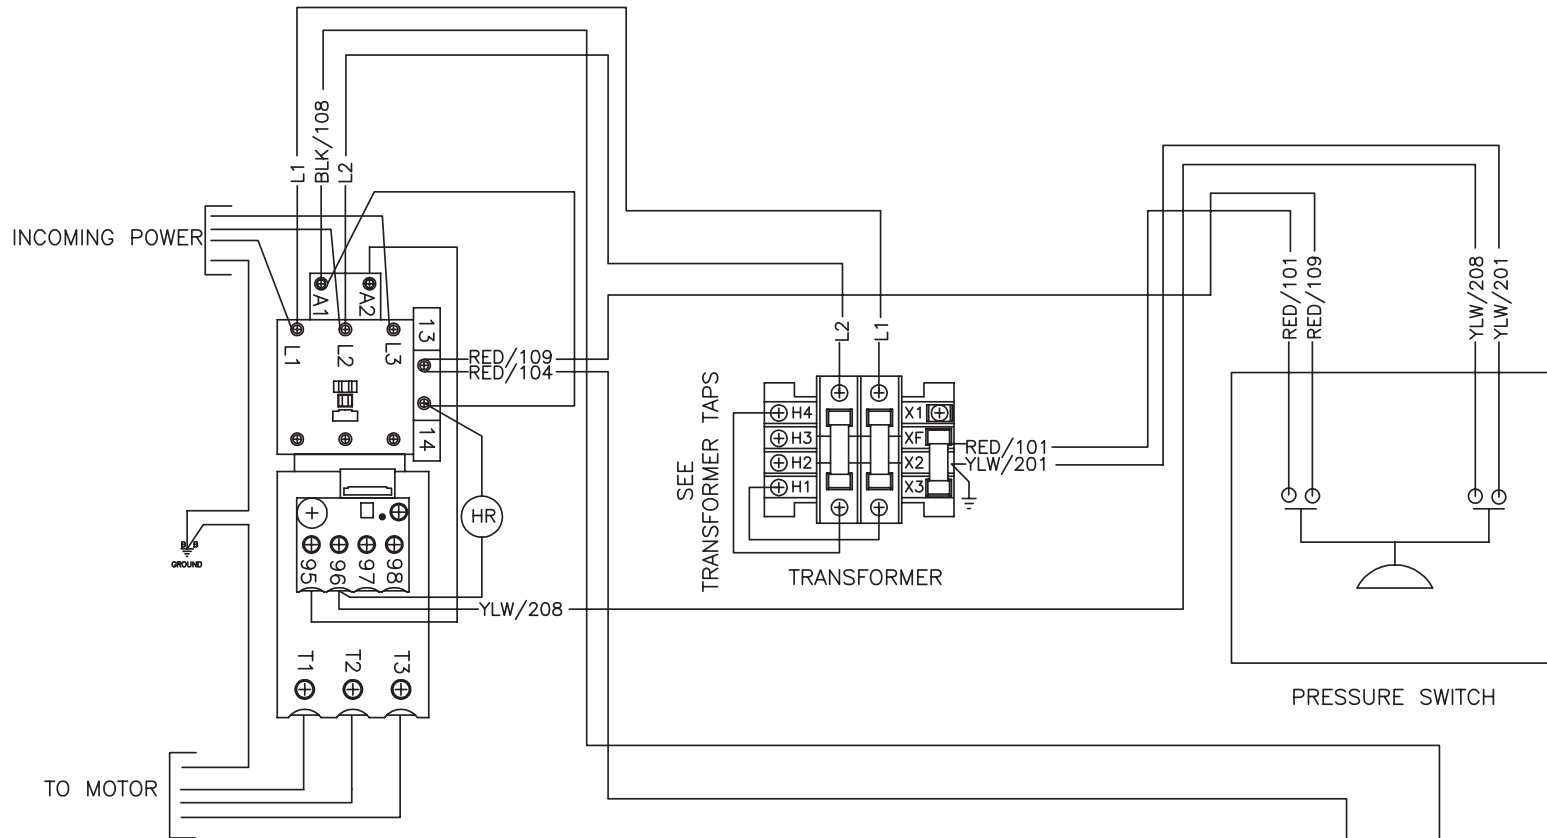 L1
BLK/108
L2
INCOMING POWER
A1
A2
L1
L2
L3
13
14
RED/109
RED/104
HR
95
96
97
98
YLW/208
T1
T2
T3
B
B
GROUND
TO MOTOR
L2
L1
SEE
TRANSFORMER TAPS
H4
H3
H2
H1
X1
XF
X2
X3
RED/101
YLW/201
TRANSFORMER
RED/101
RED/109
YLW/208
YLW/201
PRESSURE SWITCH